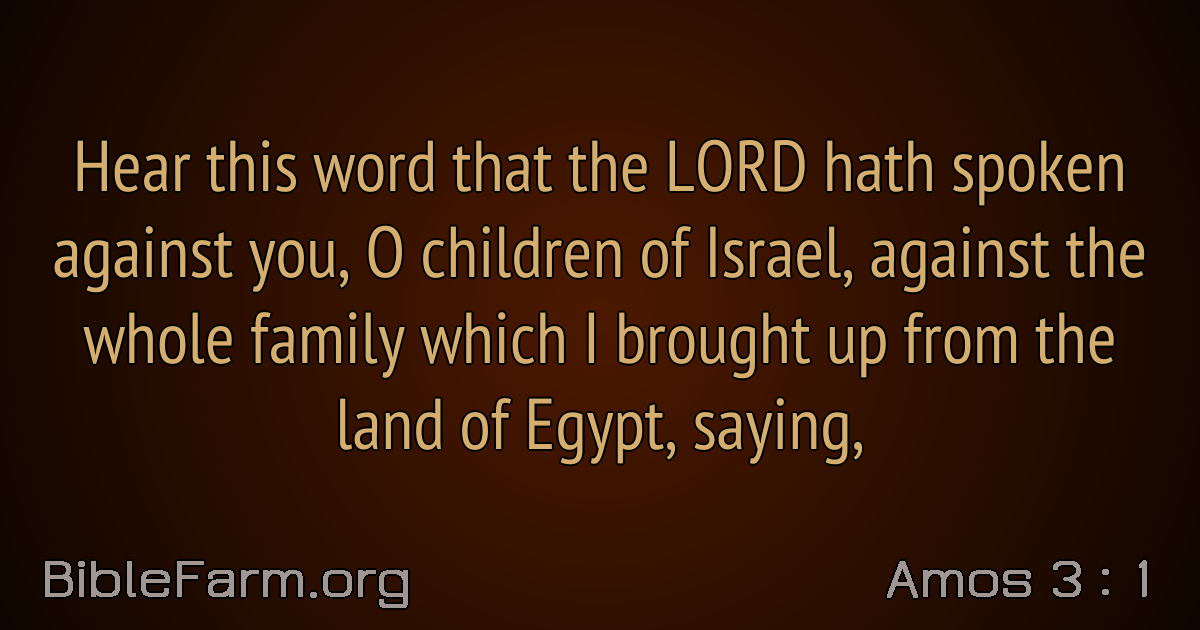 Hear this word that the LORD hath spoken
against you, O children of Israel, against the
whole family which I brought up from the
land of Egypt, saying,
BibleFarm.org
Amos 3 : 1